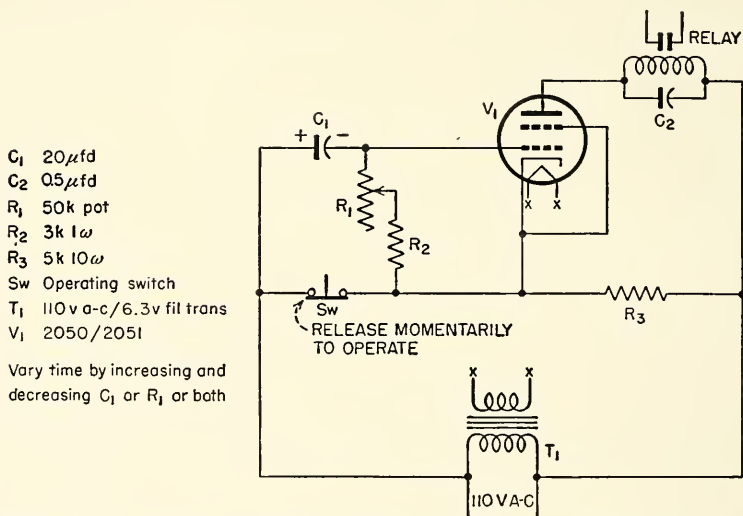 RELAY
V₁
C₂
C₁
+ −
R₁
R₂
x x
C₁ 20µfd
C₂ 0.5µfd
R₁ 50k pot
R₂ 3k 1ω
R₃ 5k 10ω
Sw Operating switch
T₁ 110v a-c/6.3v fil trans
V₁ 2050/2051
Vary time by increasing and
decreasing C₁ or R₁ or both
Sw
RELEASE MOMENTARILY
TO OPERATE
R₃
x x
T₁
110 V A-C